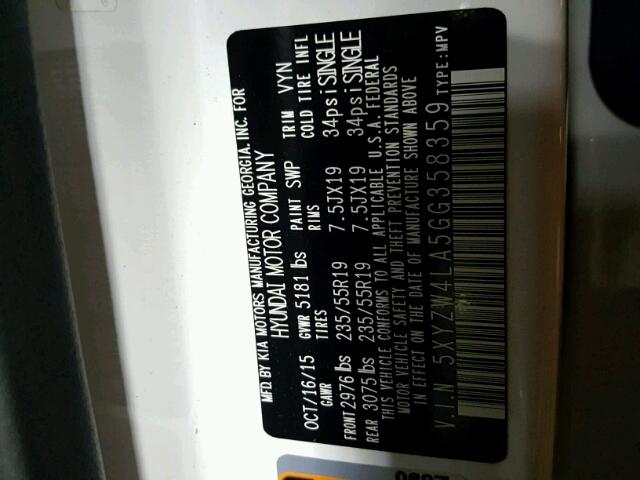 MFD. BY KIA MOTORS MANUFACTURING GEORGIA, INC. FOR
HYUNDAI MOTOR COMPANY
OCT/16/15 GVWR 5181 lbs PAINT SWP TRIM VYN
GAWR TIRES RIMS COLD TIRE INFL
FRONT 2976 lbs 235/55R19 7.5JX19 34psi SINGLE
REAR 3075 lbs 235/55R19 7.5JX19 34psi SINGLE
THIS VEHICLE CONFORMS TO ALL APPLICABLE U.S.A. FEDERAL
MOTOR VEHICLE SAFETY AND THEFT PREVENTION STANDARDS
IN EFFECT ON THE DATE OF MANUFACTURE SHOWN ABOVE
V.I.N 5XYZW4LA5GG358359 TYPE:MPV